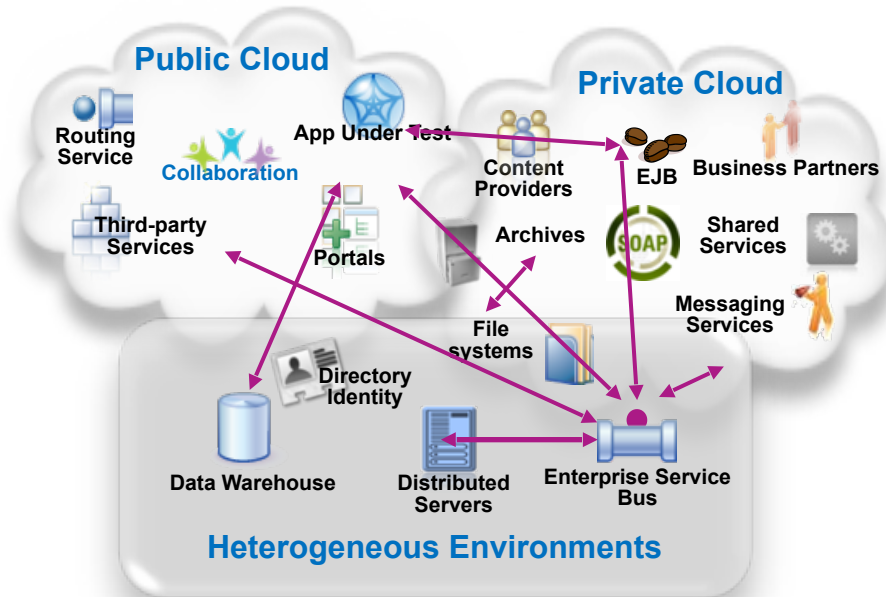 Public Cloud
Private Cloud
App Under Test
Routing
Service
Collaboration
Content
Providers
EJB
Business Partners
Third-party
Services
Portals
Archives
SOAP
Shared
Services
Messaging
Services
File
systems
Directory
Identity
Data Warehouse
Distributed
Servers
Enterprise Service
Bus
Heterogeneous Environments